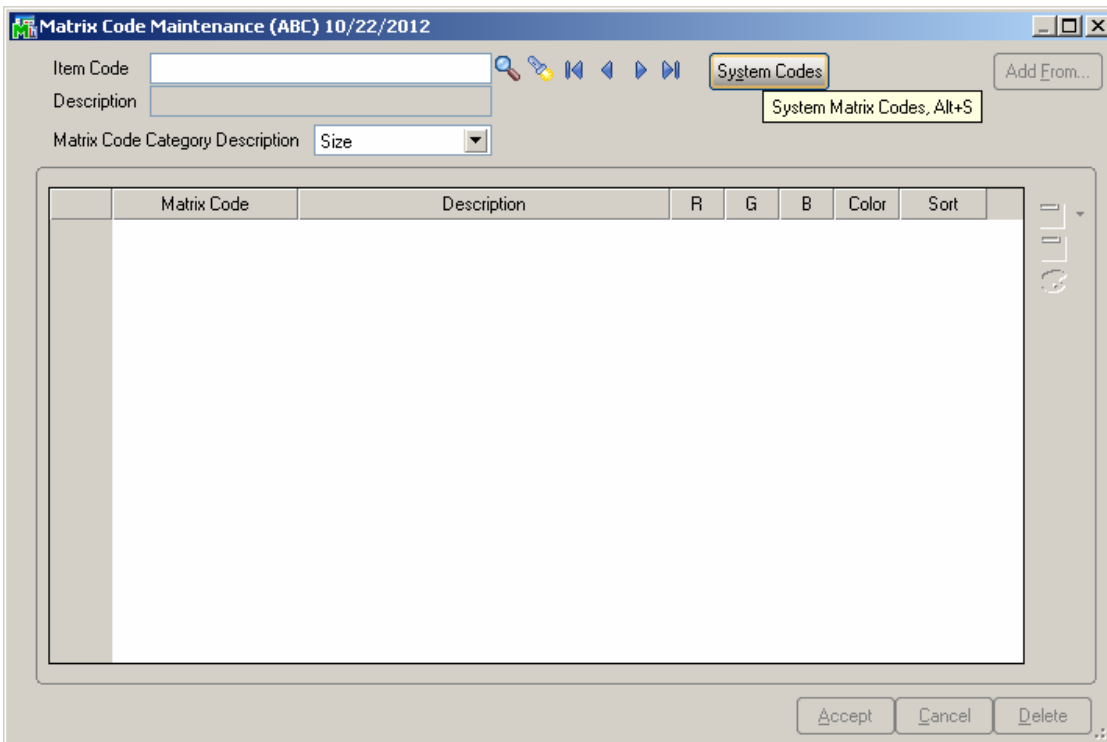 Matrix Code Maintenance (ABC) 10/22/2012
Item Code System Codes Add From...
Description System Matrix Codes, Alt+S
Matrix Code Category Description Size
Matrix Code Description R G B Color Sort
Accept Cancel Delete